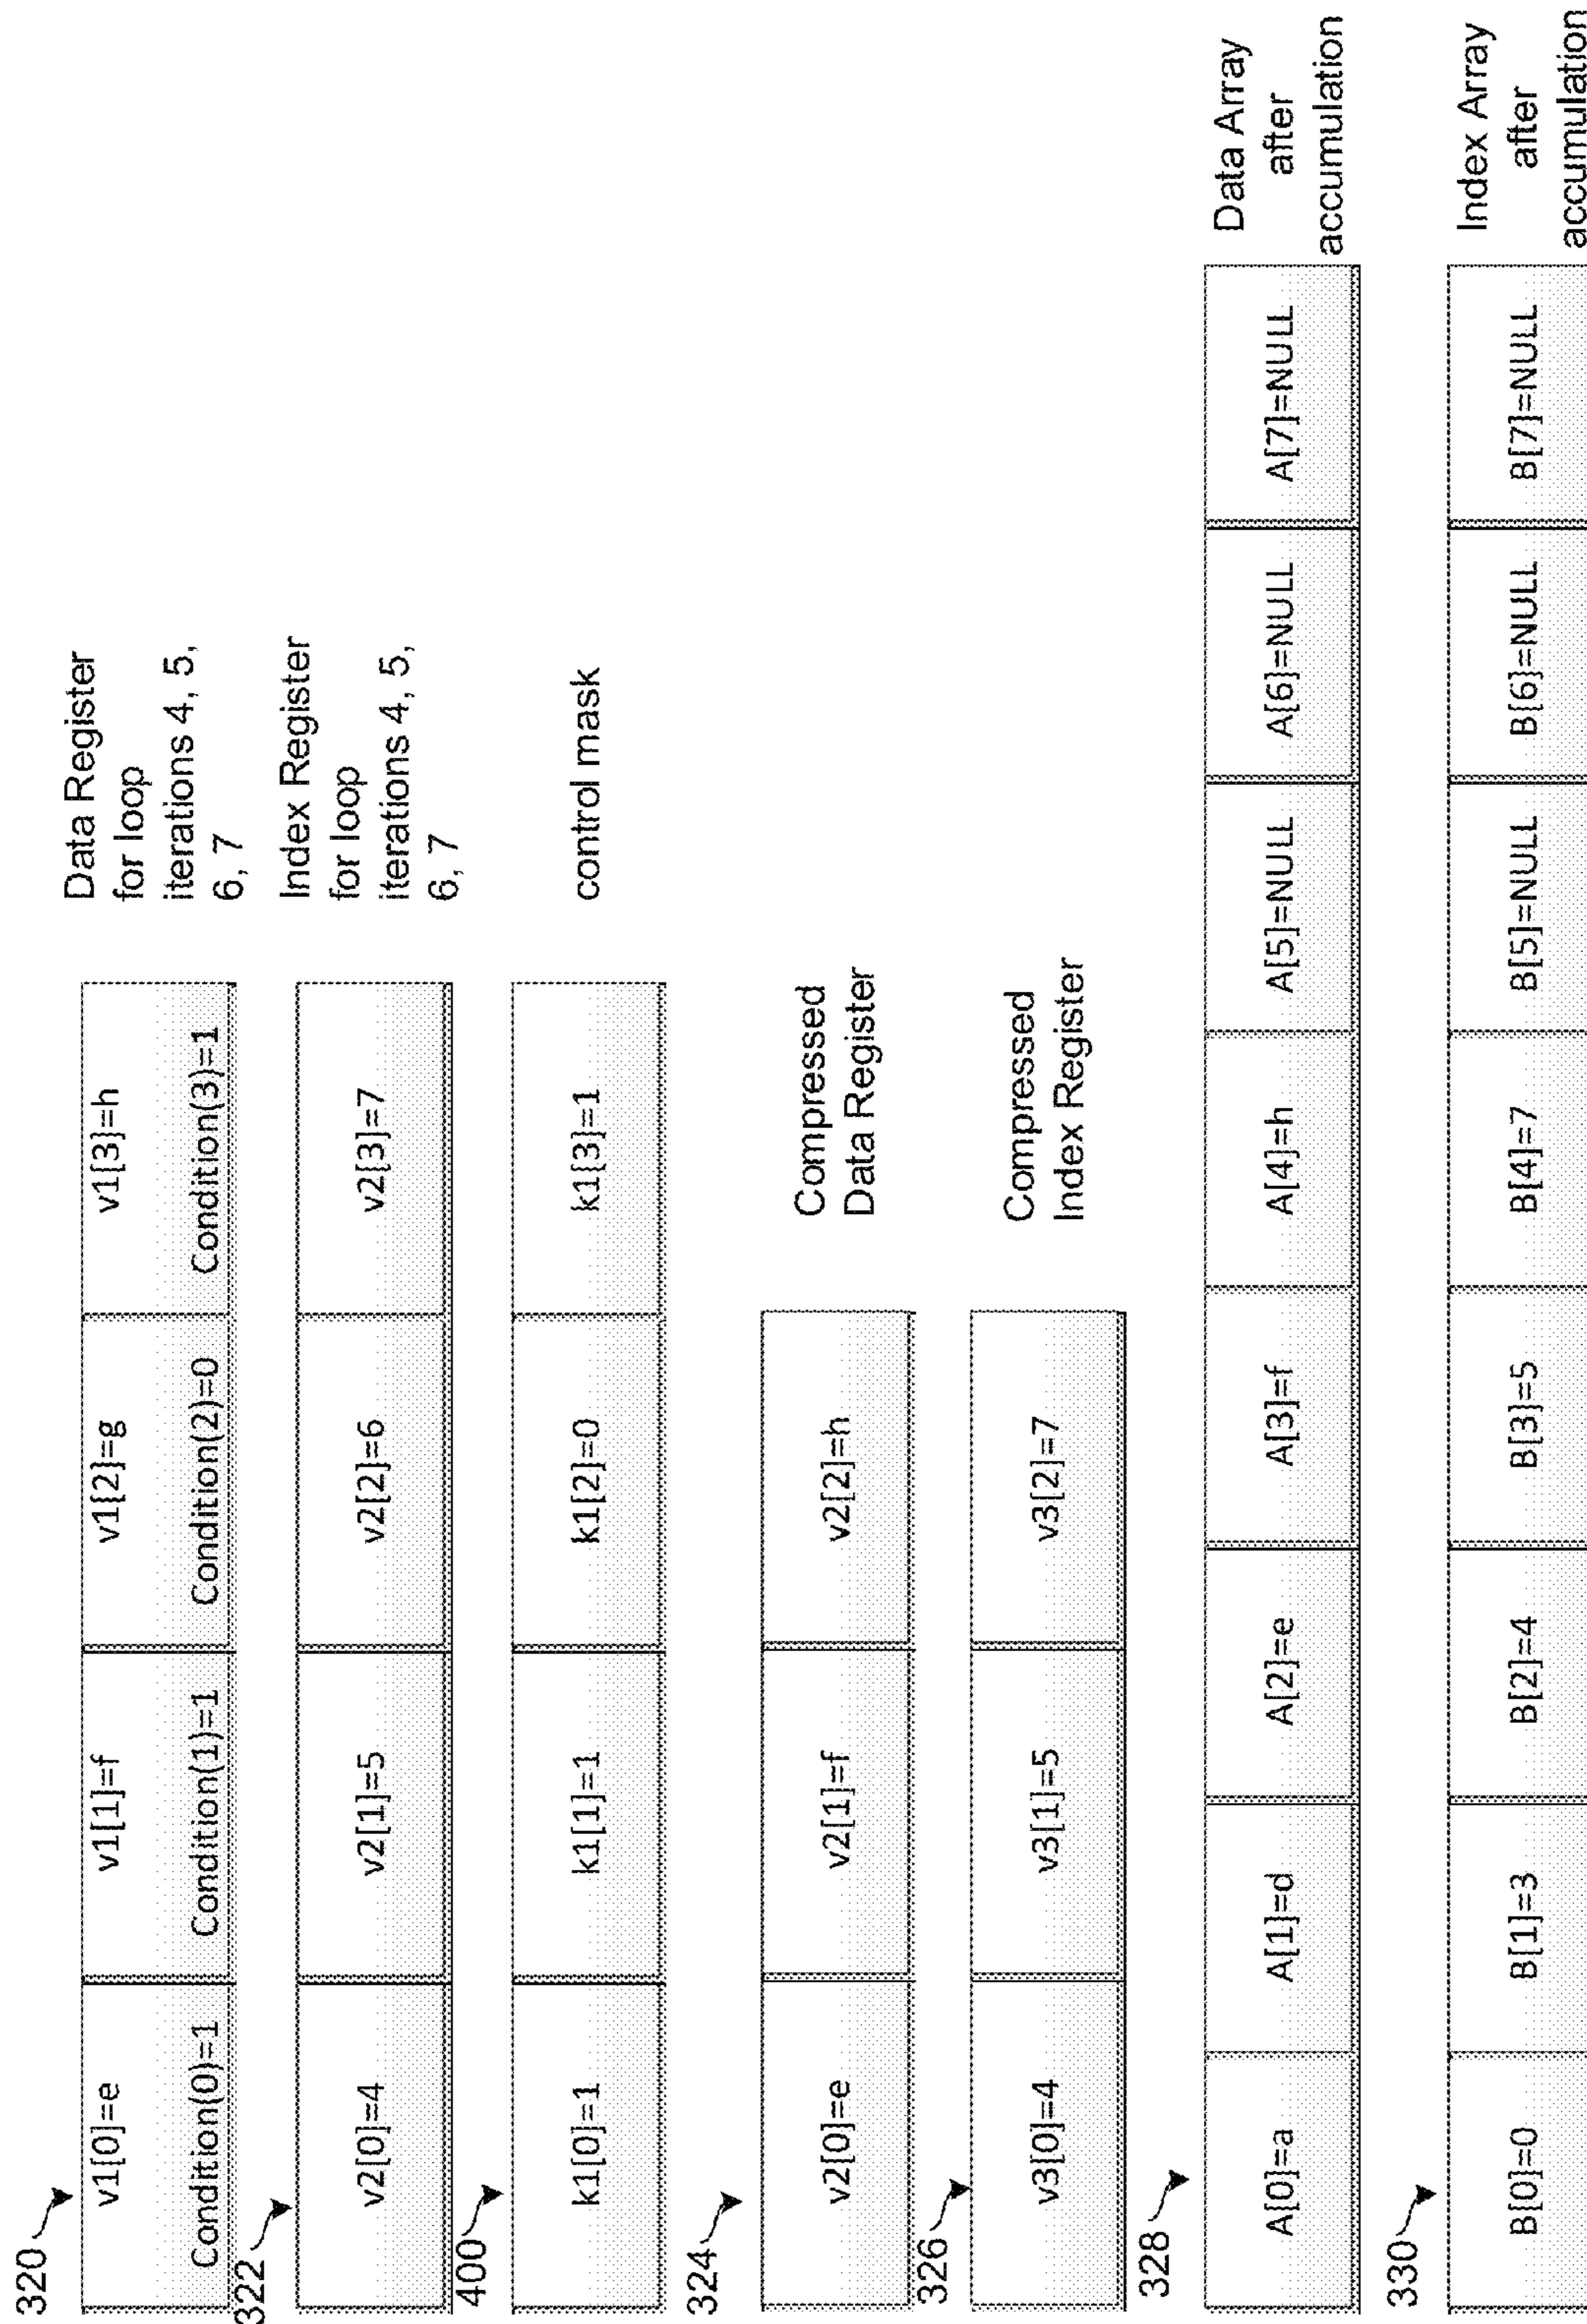 320
v1[0]=e
Condition(0)=1
v1[1]=f
Condition(1)=1
v1[2]=g
Condition(2)=0
v1[3]=h
Condition(3)=1
Data Register
for loop
iterations 4, 5,
6, 7
322
v2[0]=4
v2[1]=5
v2[2]=6
v2[3]=7
Index Register
for loop
iterations 4, 5,
6, 7
400
k1[0]=1
k1[1]=1
k1[2]=0
k1[3]=1
control mask
324
v2[0]=e
v2[1]=f
v2[2]=h
Compressed
Data Register
326
v3[0]=4
v3[1]=5
v3[2]=7
Compressed
Index Register
328
A[0]=a
A[1]=d
A[2]=e
A[3]=f
A[4]=h
A[5]=NULL
A[6]=NULL
A[7]=NULL
Data Array
after
accumulation
330
B[0]=0
B[1]=3
B[2]=4
B[3]=5
B[4]=7
B[5]=NULL
B[6]=NULL
B[7]=NULL
Index Array
after
accumulation